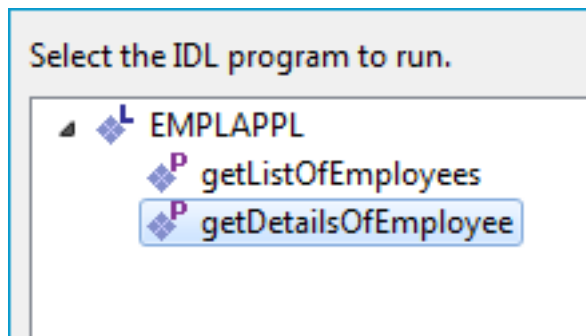 Select the IDL program to run.
L EMPLAPPL
P getListOfEmployees
P getDetailsOfEmployee